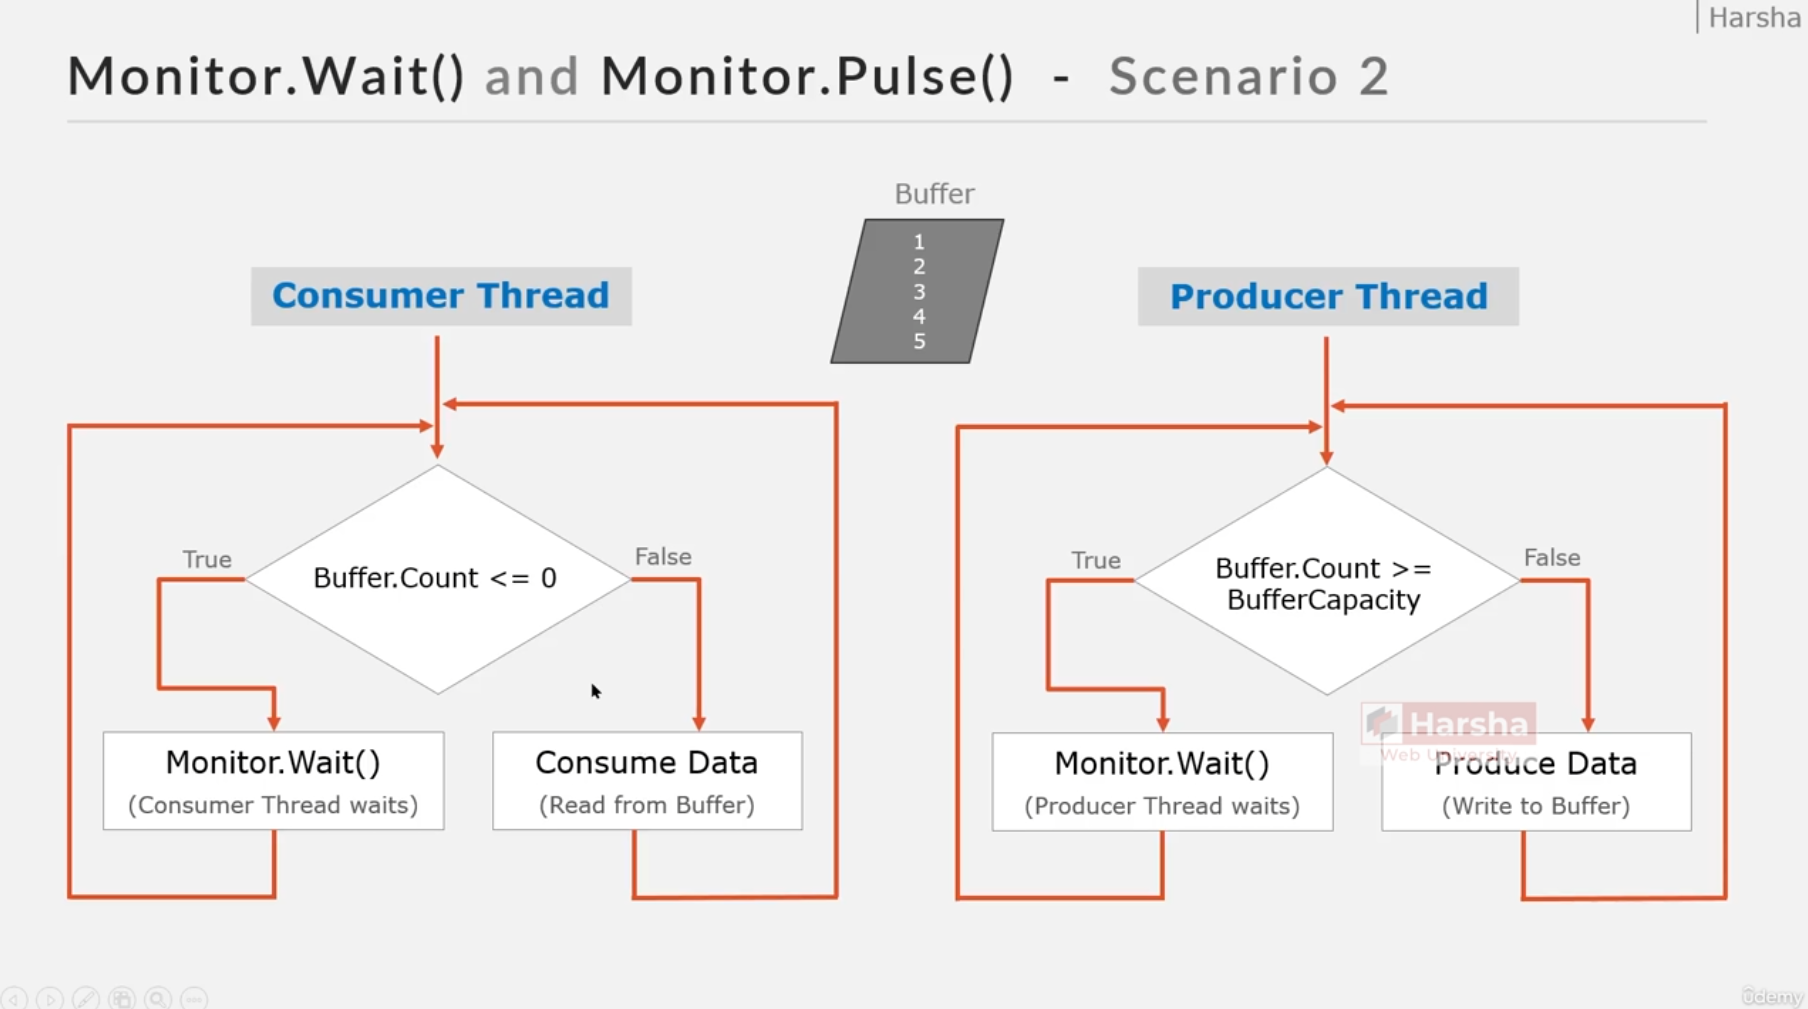 Harsha
Monitor.Wait() and Monitor.Pulse() - Scenario 2
Buffer
1
2
3
4
5
Consumer Thread
Producer Thread
True
Buffer.Count <= 0
False
True
Buffer.Count >=
BufferCapacity
False
Monitor.Wait()
(Consumer Thread waits)
Consume Data
(Read from Buffer)
Monitor.Wait()
(Producer Thread waits)
Harsha
Web University
Produce Data
(Write to Buffer)
ûdemy